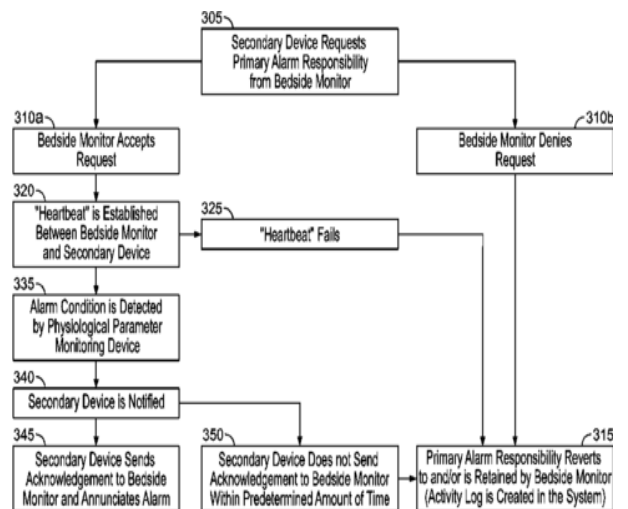 305
Secondary Device Requests
Primary Alarm Responsibility
from Bedside Monitor
310a
Bedside Monitor Accepts
Request
310b
Bedside Monitor Denies
Request
320
"Heartbeat" is Established
Between Bedside Monitor
and Secondary Device
325
"Heartbeat" Fails
335
Alarm Condition is Detected
by Physiological Parameter
Monitoring Device
340
Secondary Device is Notified
345
Secondary Device Sends
Acknowledgement to Bedside
Monitor and Annunciates Alarm
350
Secondary Device Does not Send
Acknowledgement to Bedside Monitor
Within Predetermined Amount of Time
315
Primary Alarm Responsibility Reverts
to and/or is Retained by Bedside Monitor
(Activity Log is Created in the System)